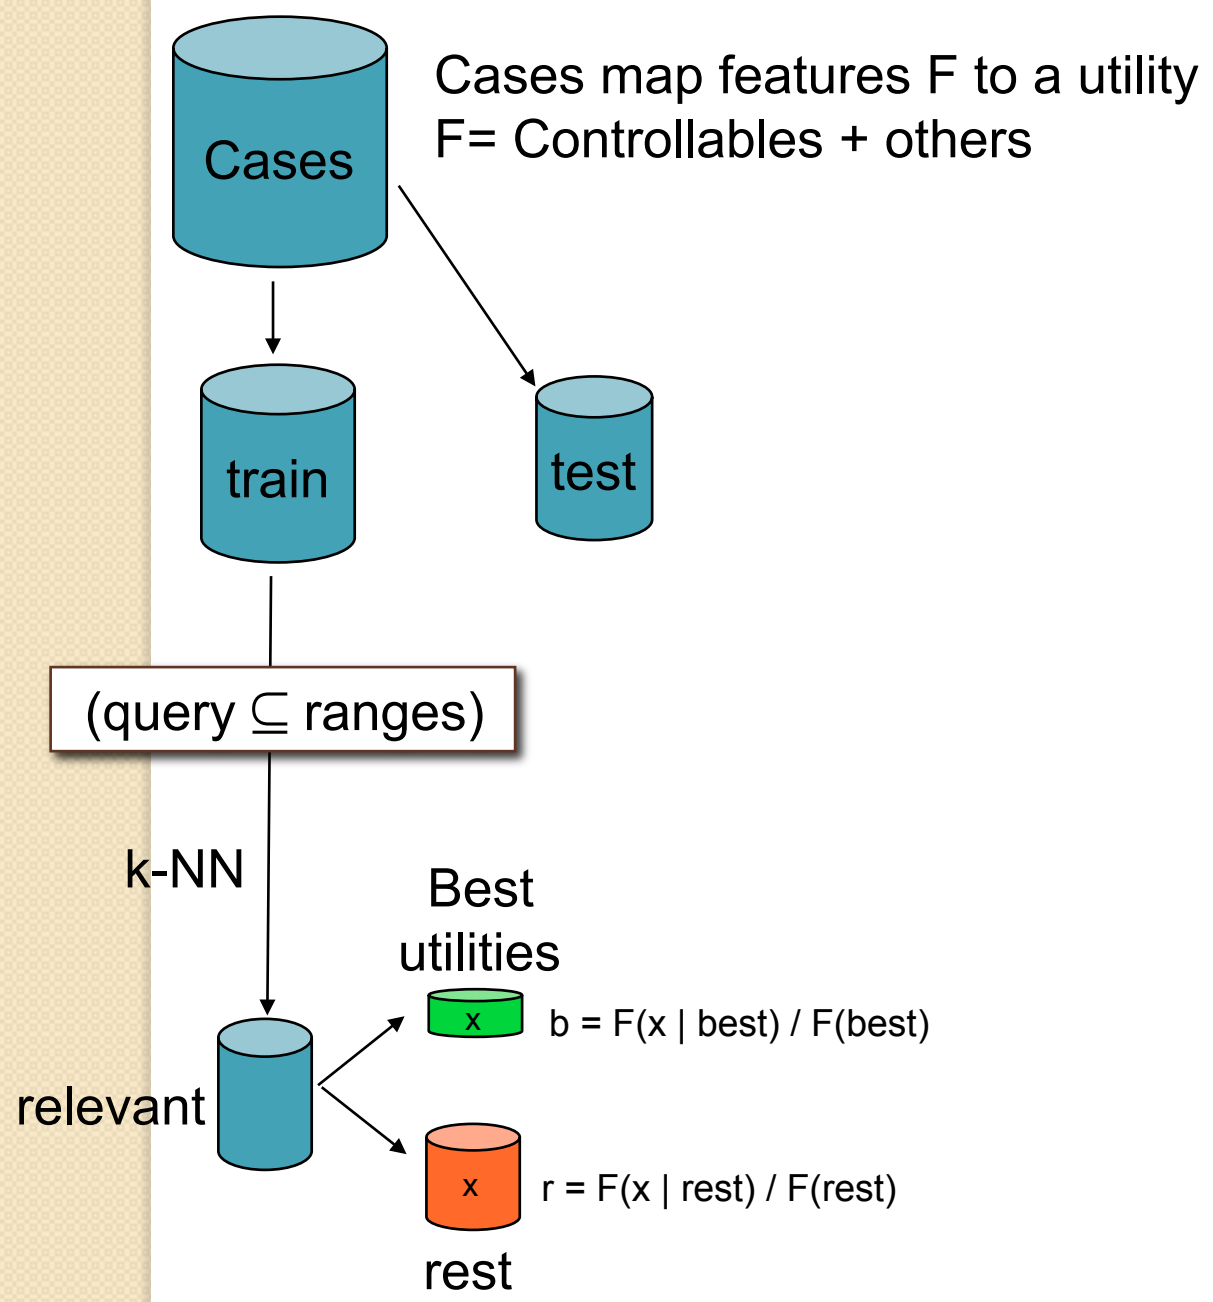 Cases map features F to a utility
F= Controllables + others
Cases
train
test
(query ⊆ ranges)
k-NN
Best
utilities
x
b = F(x | best) / F(best)
relevant
x
r = F(x | rest) / F(rest)
rest